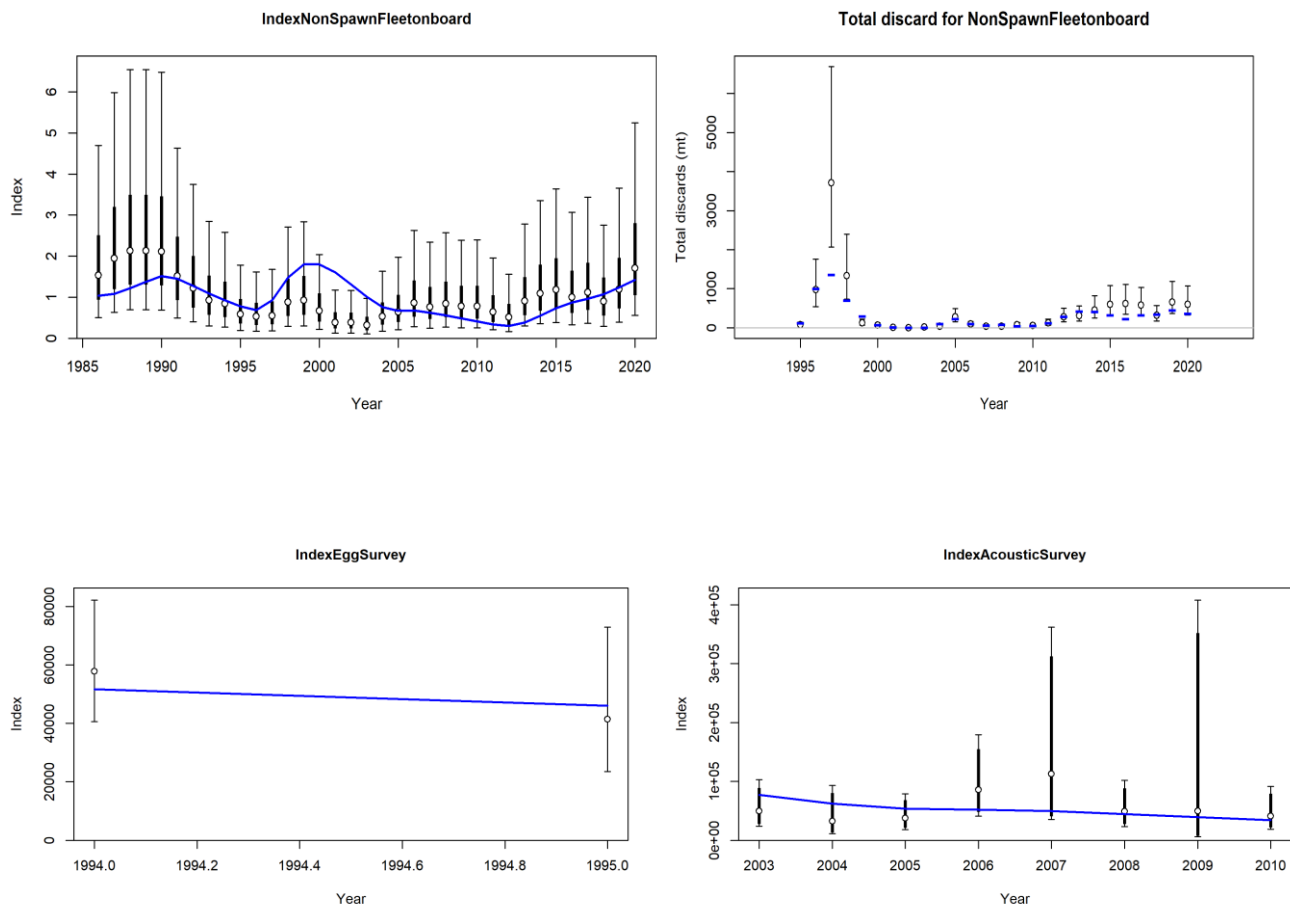 IndexNonSpawnFleetonboard
Index
0 1 2 3 4 5 6
1985 1990 1995 2000 2005 2010 2015 2020
Year
Total discard for NonSpawnFleetonboard
Total discards (mt)
0 1000 3000 5000
1995 2000 2005 2010 2015 2020
Year
IndexEggSurvey
Index
0 20000 40000 60000 80000
1994.0 1994.2 1994.4 1994.6 1994.8 1995.0
Year
IndexAcousticSurvey
Index
0e+00 1e+05 2e+05 3e+05 4e+05
2003 2004 2005 2006 2007 2008 2009 2010
Year